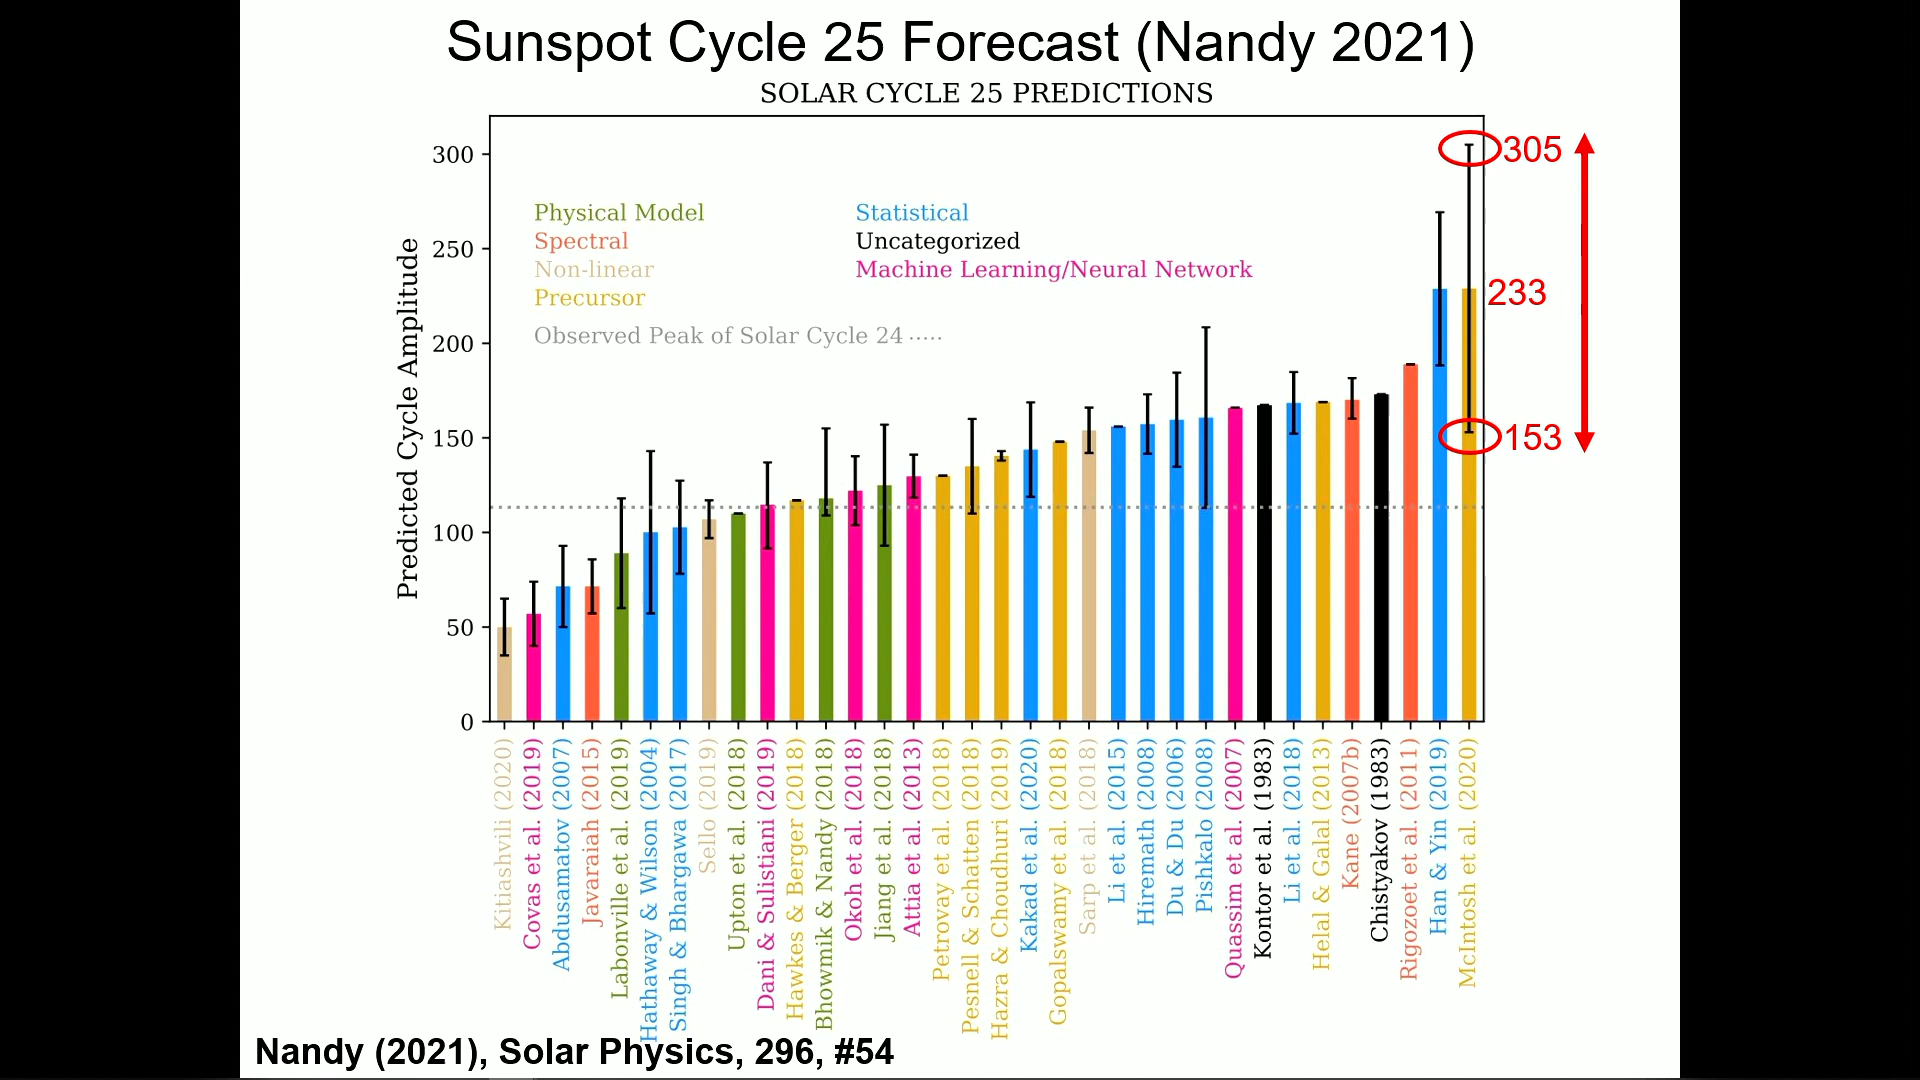 Sunspot Cycle 25 Forecast (Nandy 2021)
SOLAR CYCLE 25 PREDICTIONS
Predicted Cycle Amplitude
300
250
200
150
100
50
0
Physical Model
Spectral
Non-linear
Precursor
Statistical
Uncategorized
Machine Learning/Neural Network
Observed Peak of Solar Cycle 24 .....
305
233
153
Kitiashvili (2020)
Covas et al. (2019)
Abdusamatov (2007)
Javaraiah (2015)
Labonville et al. (2019)
Hathaway & Wilson (2004)
Singh & Bhargawa (2017)
Sello (2019)
Upton et al. (2018)
Dani & Sulistiani (2019)
Hawkes & Berger (2018)
Bhowmik & Nandy (2018)
Okoh et al. (2018)
Jiang et al. (2018)
Attia et al. (2013)
Petrovay et al. (2018)
Pesnell & Schatten (2018)
Hazra & Choudhuri (2019)
Kakad et al. (2020)
Gopalswamy et al. (2018)
Sarp et al. (2018)
Li et al. (2015)
Hiremath (2008)
Du & Du (2006)
Pishkalo (2008)
Quassim et al. (2007)
Kontor et al. (1983)
Li et al. (2018)
Helal & Galal (2013)
Kane (2007b)
Chistyakov (1983)
Rigozoet et al. (2011)
Han & Yin (2019)
McIntosh et al. (2020)
Nandy (2021), Solar Physics, 296, #54